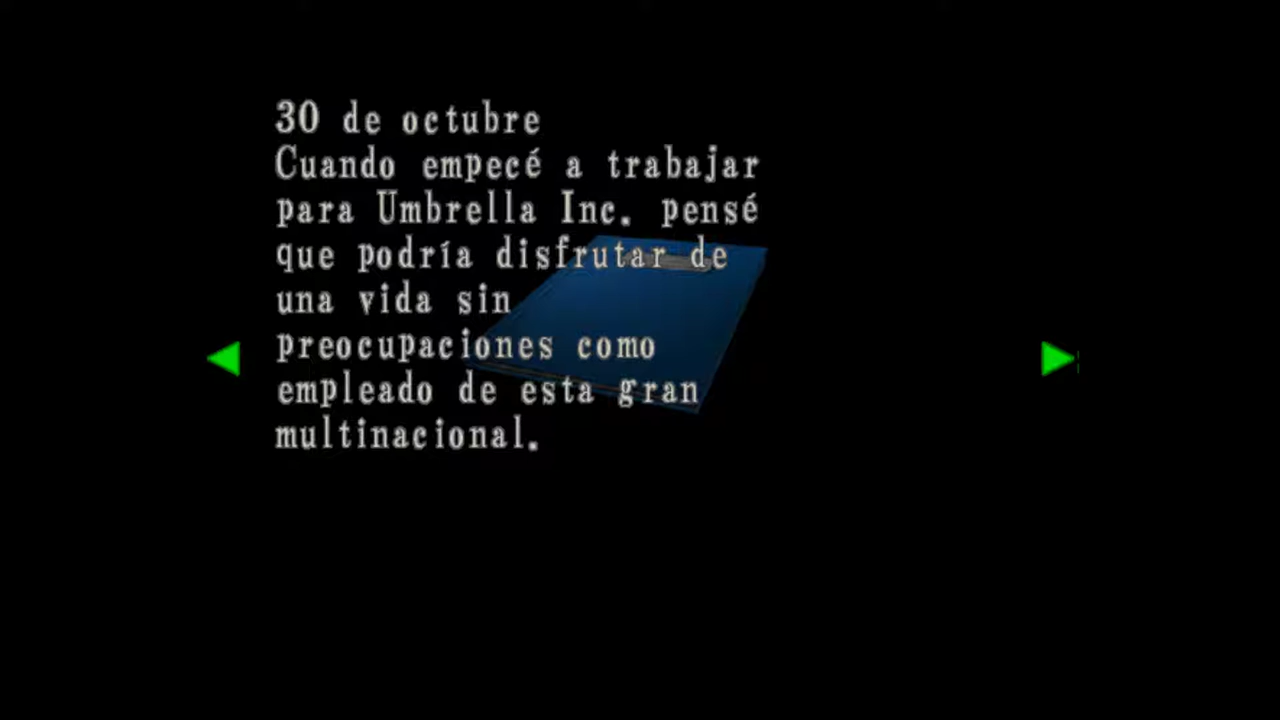 30 de octubre
Cuando empecé a trabajar
para Umbrella Inc. pensé
que podría disfrutar de
una vida sin
preocupaciones como
empleado de esta gran
multinacional.